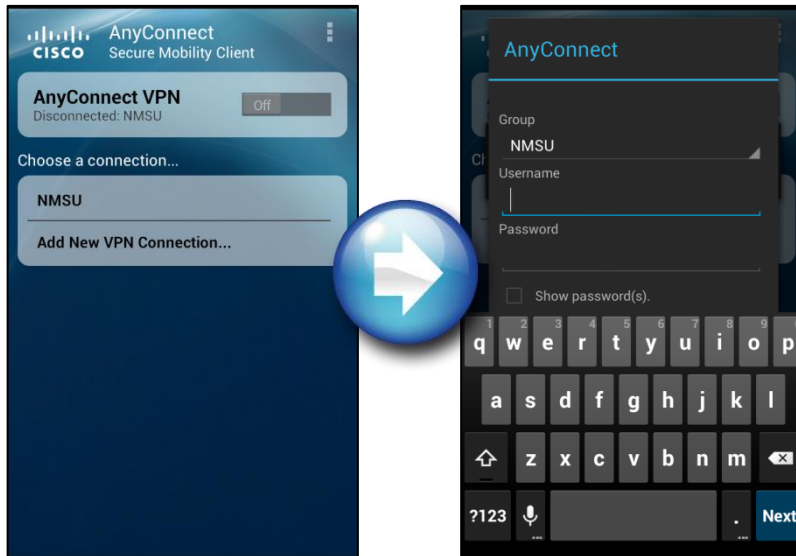 AnyConnect
CISCO Secure Mobility Client
AnyConnect VPN
Off
Disconnected: NMSU
Choose a connection...
NMSU
Add New VPN Connection...
AnyConnect
Group
NMSU
Ch
Username
Password
Show password(s).
1 2 3 4 5 6 7 8 9
q w e r t y u i o p
a s d f g h j k l
z x c v b n m
?123 . Next